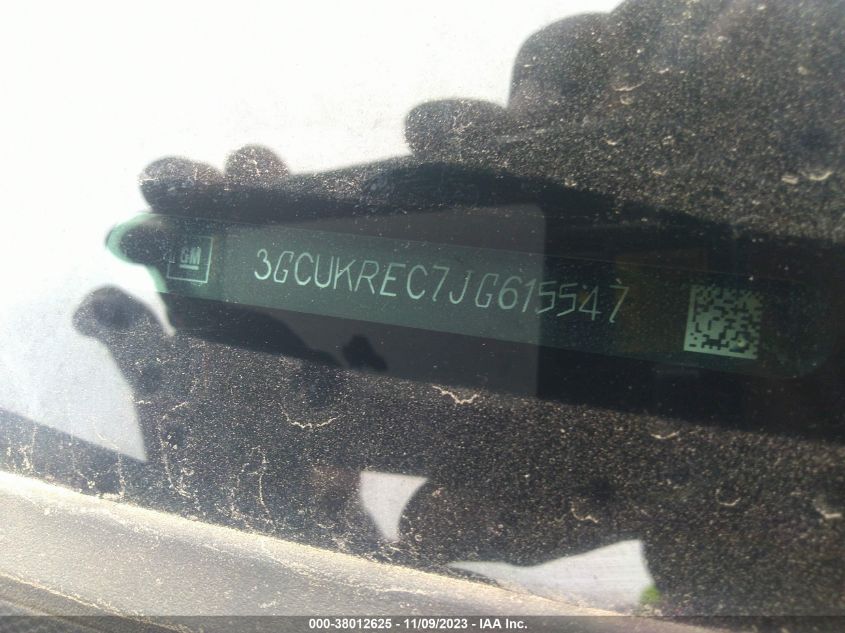 GM
3GCUKREC7JG615547
000-38012625 - 11/09/2023 - IAA Inc.